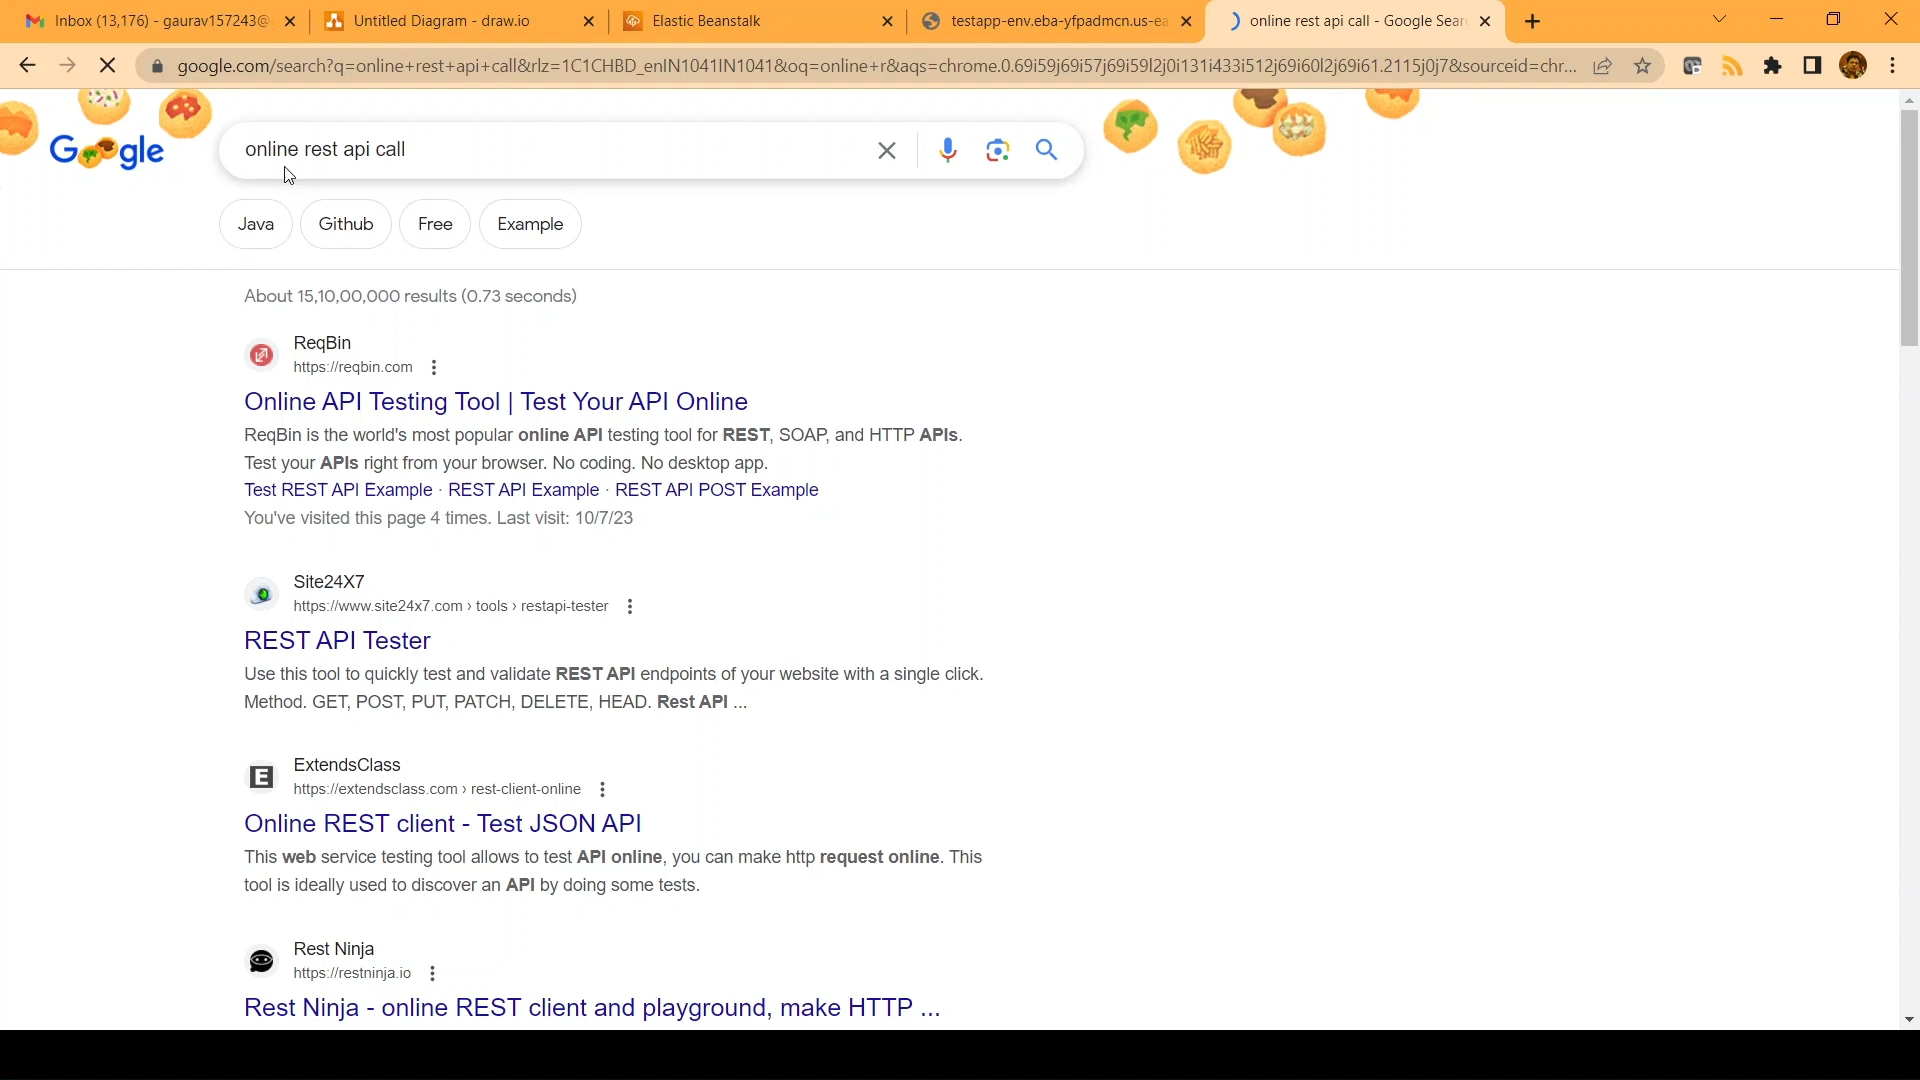 Inbox (13,176) - gaurav157243@
Untitled Diagram - draw.io
Elastic Beanstalk
testapp-env.eba-yfpadmcn.us-ea
online rest api call - Google Sear
google.com/search?q=online+rest+api+call&rlz=1C1CHBD_enIN1041IN1041&oq=online+r&aqs=chrome.0.69i59j69i57j69i59l2j0i131i433i512j69i60l2j69i61.2115j0j7&sourceid=chr...
Google
online rest api call
Java
Github
Free
Example
About 15,10,00,000 results (0.73 seconds)
ReqBin
https://reqbin.com
Online API Testing Tool | Test Your API Online
ReqBin is the world's most popular online API testing tool for REST, SOAP, and HTTP APIs.
Test your APIs right from your browser. No coding. No desktop app.
Test REST API Example · REST API Example · REST API POST Example
You've visited this page 4 times. Last visit: 10/7/23
Site24X7
https://www.site24x7.com › tools › restapi-tester
REST API Tester
Use this tool to quickly test and validate REST API endpoints of your website with a single click.
Method. GET, POST, PUT, PATCH, DELETE, HEAD. Rest API ...
E
ExtendsClass
https://extendsclass.com › rest-client-online
Online REST client - Test JSON API
This web service testing tool allows to test API online, you can make http request online. This
tool is ideally used to discover an API by doing some tests.
Rest Ninja
https://restninja.io
Rest Ninja - online REST client and playground, make HTTP ...